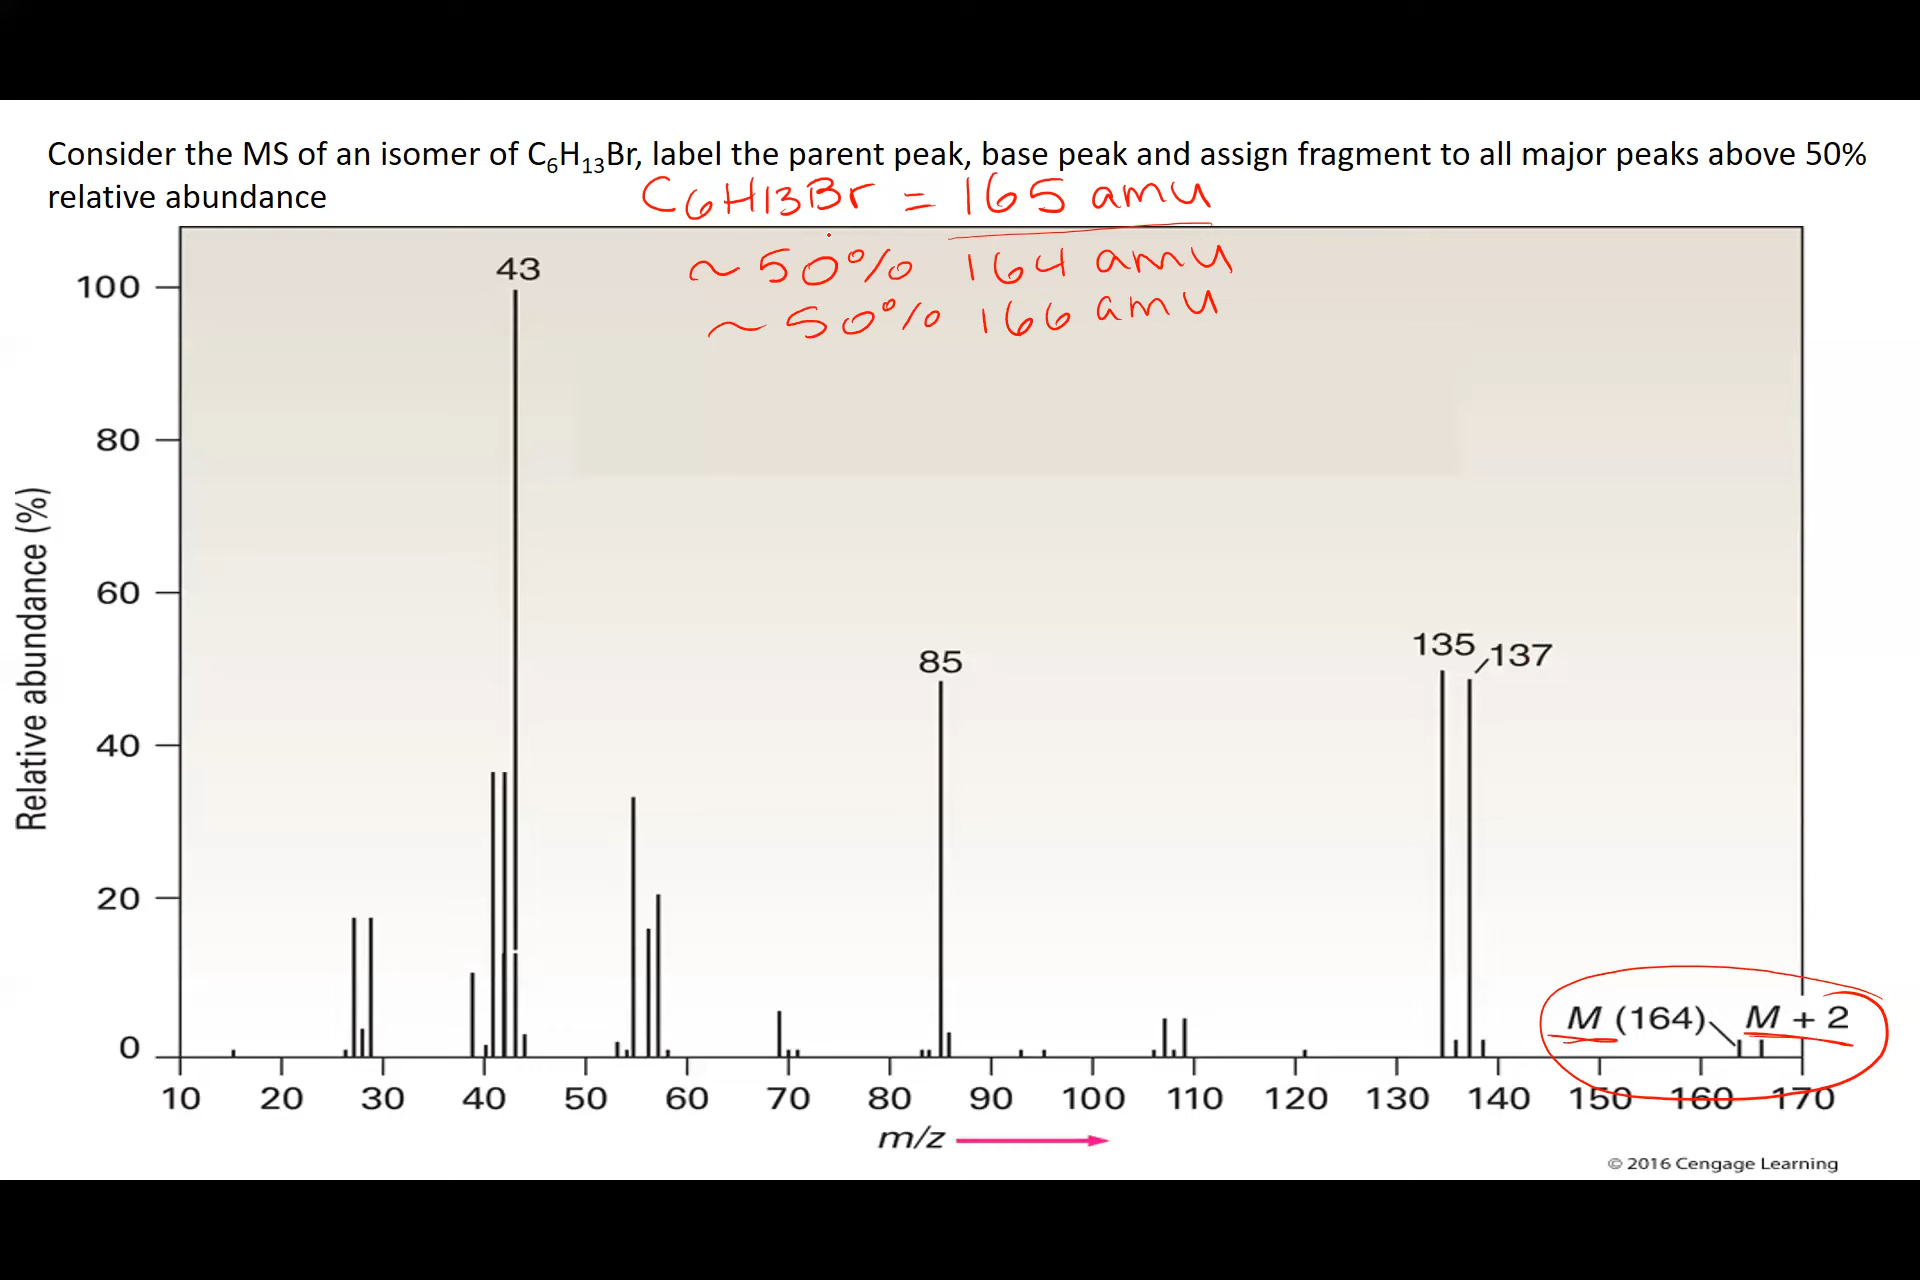 Consider the MS of an isomer of C₆H₁₃Br, label the parent peak, base peak and assign fragment to all major peaks above 50%
relative abundance
C6H13Br = 165 amu
~50% 164 amu
~50% 166 amu
43
100
80
60
40
20
0
Relative abundance (%)
85
135
137
M (164)
M + 2
10 20 30 40 50 60 70 80 90 100 110 120 130 140 150 160 170
m/z
© 2016 Cengage Learning